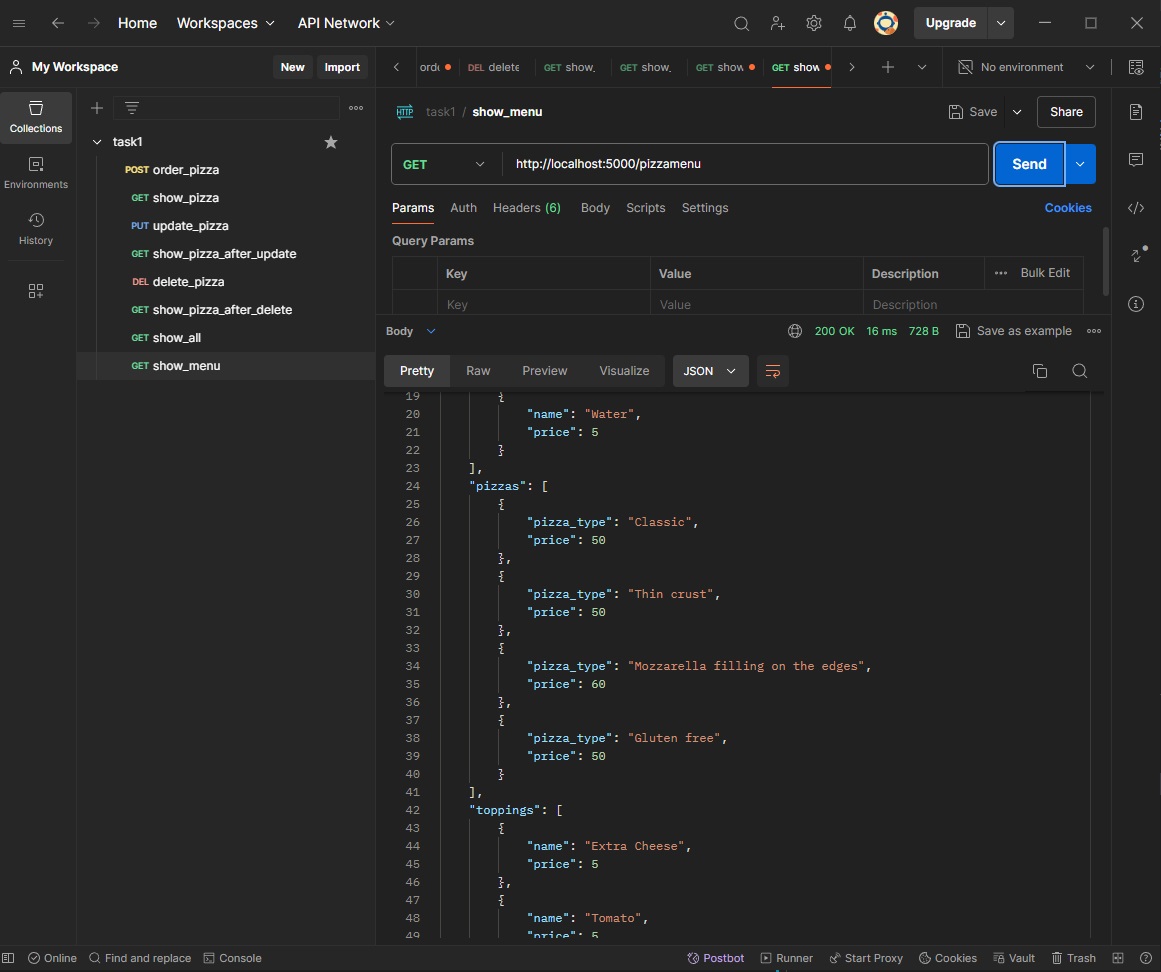 Home Workspaces API Network Upgrade
My Workspace New Import
orde DEL delete GET show. GET show. GET show GET show No environment
Collections
Environments
History
task1
POST order_pizza
GET show_pizza
PUT update_pizza
GET show_pizza_after_update
DEL delete_pizza
GET show_pizza_after_delete
GET show_all
GET show_menu
HTTP task1 / show_menu Save Share
GET http://localhost:5000/pizzamenu Send
Params Auth Headers (6) Body Scripts Settings Cookies
Query Params
Key Value Description Bulk Edit
Key Value Description
Body 200 OK 16 ms 728 B Save as example
Pretty Raw Preview Visualize JSON
19 {
20 "name": "Water",
21 "price": 5
22 }
23 ],
24 "pizzas": [
25 {
26 "pizza_type": "Classic",
27 "price": 50
28 },
29 {
30 "pizza_type": "Thin crust",
31 "price": 50
32 },
33 {
34 "pizza_type": "Mozzarella filling on the edges",
35 "price": 60
36 },
37 {
38 "pizza_type": "Gluten free",
39 "price": 50
40 }
41 ],
42 "toppings": [
43 {
44 "name": "Extra Cheese",
45 "price": 5
46 },
47 {
48 "name": "Tomato",
49 "price": 5
Online Find and replace Console Postbot Runner Start Proxy Cookies Vault Trash